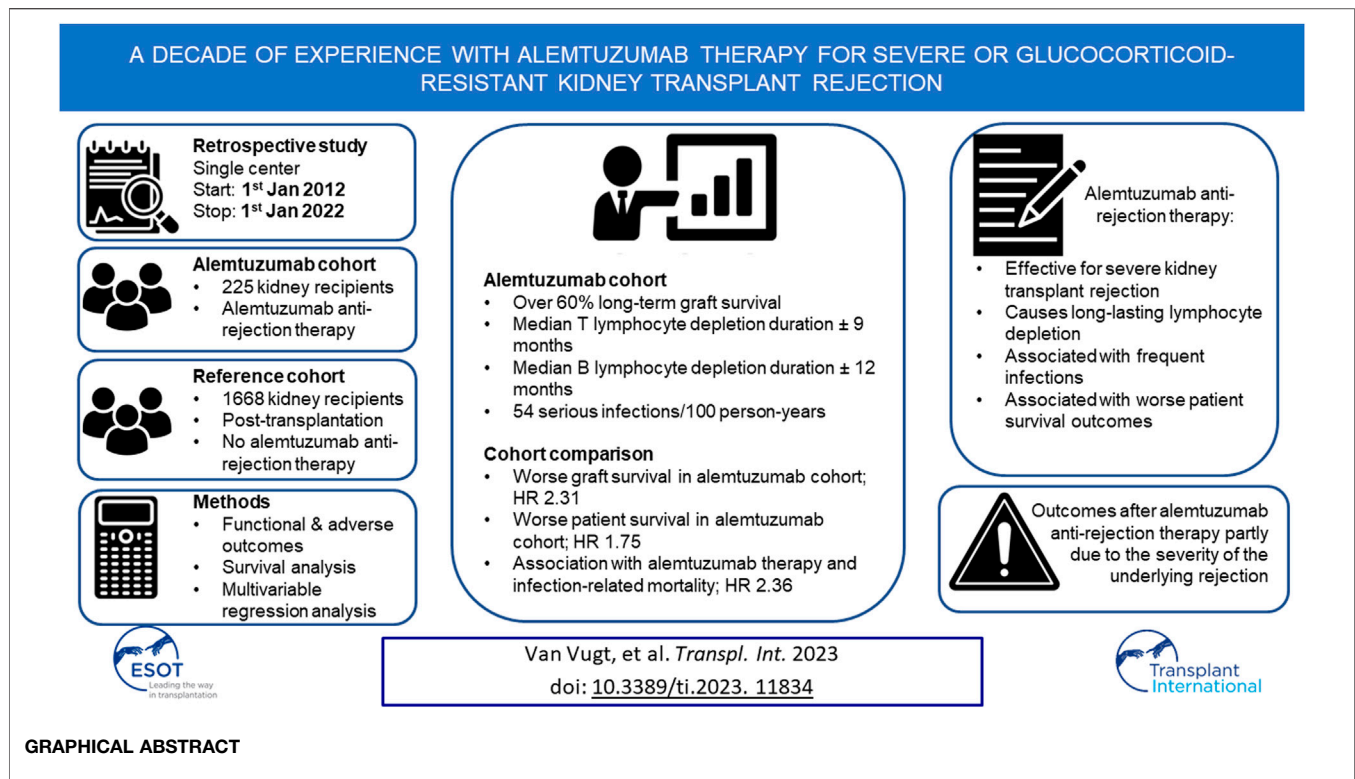 A DECADE OF EXPERIENCE WITH ALEMTUZUMAB THERAPY FOR SEVERE OR GLUCOCORTICOID-
RESISTANT KIDNEY TRANSPLANT REJECTION
Retrospective study
Single center
Start: 1st Jan 2012
Stop: 1st Jan 2022
Alemtuzumab cohort
• 225 kidney recipients
• Alemtuzumab anti-
rejection therapy
Reference cohort
• 1668 kidney recipients
• Post-transplantation
• No alemtuzumab anti-
rejection therapy
Methods
• Functional & adverse
outcomes
• Survival analysis
• Multivariable
regression analysis
Alemtuzumab cohort
• Over 60% long-term graft survival
• Median T lymphocyte depletion duration ± 9
months
• Median B lymphocyte depletion duration ± 12
months
• 54 serious infections/100 person-years
Cohort comparison
• Worse graft survival in alemtuzumab cohort;
HR 2.31
• Worse patient survival in alemtuzumab
cohort; HR 1.75
• Association with alemtuzumab therapy and
infection-related mortality; HR 2.36
Alemtuzumab anti-
rejection therapy:
• Effective for severe kidney
transplant rejection
• Causes long-lasting lymphocyte
depletion
• Associated with frequent
infections
• Associated with worse patient
survival outcomes
Outcomes after alemtuzumab
anti-rejection therapy partly
due to the severity of the
underlying rejection
ESOT
Leading the way
in transplantation
Van Vugt, et al. Transpl. Int. 2023
doi: 10.3389/ti.2023. 11834
Transplant
International
GRAPHICAL ABSTRACT